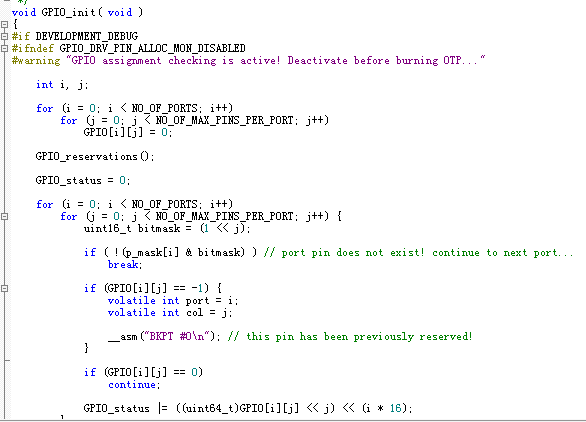 */
void GPIO_init( void )
{
#if DEVELOPMENT_DEBUG
#ifndef GPIO_DRV_PIN_ALLOC_MON_DISABLED
#warning "GPIO assignment checking is active! Deactivate before burning OTP..."
int i, j;
for (i = 0; i < NO_OF_PORTS; i++)
for (j = 0; j < NO_OF_MAX_PINS_PER_PORT; j++)
GPIO[i][j] = 0;
GPIO_reservations();
GPIO_status = 0;
for (i = 0; i < NO_OF_PORTS; i++)
for (j = 0; j < NO_OF_MAX_PINS_PER_PORT; j++) {
uint16_t bitmask = (1 << j);
if ( !(p_mask[i] & bitmask) ) // port pin does not exist! continue to next port...
break;
if (GPIO[i][j] == -1) {
volatile int port = i;
volatile int col = j;
__asm("BKPT #0\n"); // this pin has been previously reserved!
}
if (GPIO[i][j] == 0)
continue;
GPIO_status |= ((uint64_t)GPIO[i][j] << j) << (i * 16);